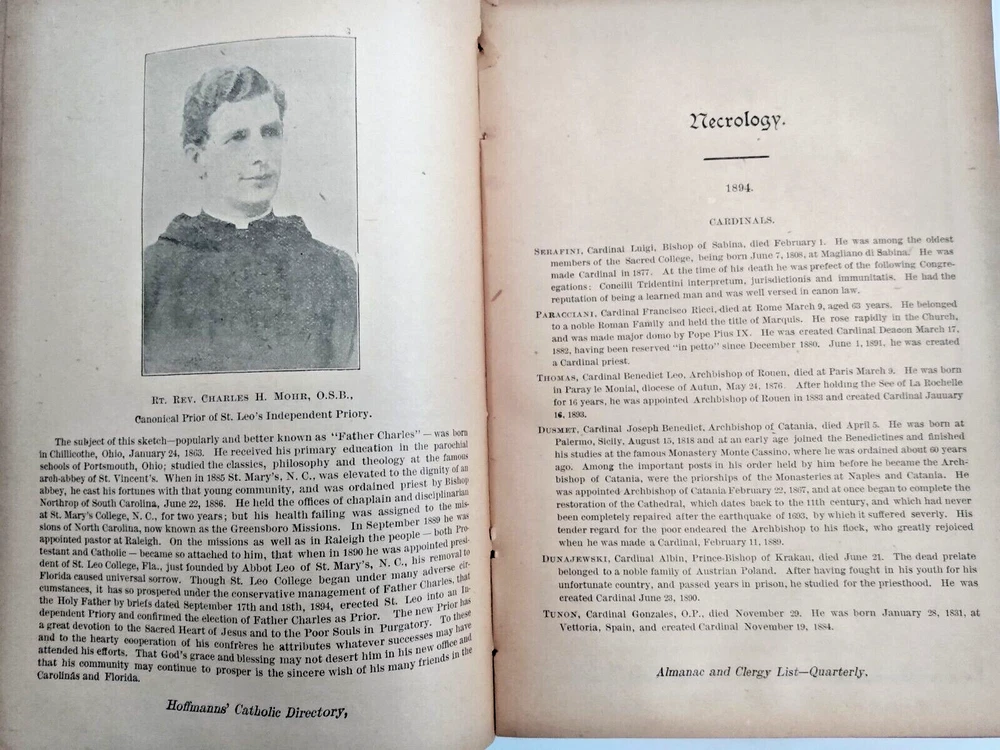 Rt. Rev. Charles H. Mohr, O.S.B.,
Canonical Prior of St. Leo's Independent Priory.
The subject of this sketch—popularly and better known as "Father Charles" — was born
in Chillicothe, Ohio, January 24, 1863. He received his primary education in the parochial
schools of Portsmouth, Ohio; studied the classics, philosophy and theology at the famous
arch-abbey of St. Vincent's. When in 1885 St. Mary's, N. C., was elevated to the dignity of an
abbey, he cast his fortunes with that young community, and was ordained priest by Bishop
Northrop of South Carolina, June 22, 1886. He held the offices of chaplain and disciplinarian
at St. Mary's College, N. C., for two years; but his health failing was assigned to the mis-
sions of North Carolina, now known as the Greensboro Missions. In September 1889 he was
appointed pastor at Raleigh. On the missions as well as in Raleigh the people — both Pro-
testant and Catholic — became so attached to him, that when in 1890 he was appointed presi-
dent of St. Leo College, Fla., just founded by Abbot Leo of St. Mary's, N. C., his removal to
Florida caused universal sorrow. Though St. Leo College began under many adverse cir-
cumstances, it has so prospered under the conservative management of Father Charles, that
the Holy Father by briefs dated September 17th and 18th, 1894, erected St. Leo into an In-
dependent Priory and confirmed the election of Father Charles as Prior. The new Prior has
a great devotion to the Sacred Heart of Jesus and to the Poor Souls in Purgatory. To these
and to the hearty cooperation of his confrères he attributes whatever successes may have
attended his efforts. That God's grace and blessing may not desert him in his new office and
that his community may continue to prosper is the sincere wish of his many friends in the
Carolinas and Florida.
Hoffmanns' Catholic Directory,
Necrology.
1894.
CARDINALS.
Serafini, Cardinal Luigi, Bishop of Sabina, died February 1. He was among the oldest
members of the Sacred College, being born June 7, 1808, at Magliano di Sabina. He was
made Cardinal in 1877. At the time of his death he was prefect of the following Congre-
egations: Concilii Tridentini interpretum, jurisdictionis and immunitatis. He had the
reputation of being a learned man and was well versed in canon law.
Paracciani, Cardinal Francisco Ricci, died at Rome March 9, aged 63 years. He belonged
to a noble Roman Family and held the title of Marquis. He rose rapidly in the Church,
and was made major domo by Pope Pius IX. He was created Cardinal Deacon March 17,
1882, having been reserved "in petto" since December 1880. June 1, 1891, he was created
a Cardinal priest.
Thomas, Cardinal Benedict Leo, Archbishop of Rouen, died at Paris March 9. He was born
in Paray le Monial, diocese of Autun, May 24, 1876. After holding the See of La Rochelle
for 16 years, he was appointed Archbishop of Rouen in 1883 and created Cardinal January
16, 1893.
Dusmet, Cardinal Joseph Benedict, Archbishop of Catania, died April 5. He was born at
Palermo, Sicily, August 15, 1818 and at an early age joined the Benedictines and finished
his studies at the famous Monastery Monte Cassino, where he was ordained about 60 years
ago. Among the important posts in his order held by him before he became the Arch-
bishop of Catania, were the priorships of the Monasteries at Naples and Catania. He
was appointed Archbishop of Catania February 22, 1867, and at once began to complete the
restoration of the Cathedral, which dates back to the 11th century, and which had never
been completely repaired after the earthquake of 1693, by which it suffered severly. His
tender regard for the poor endeared the Archbishop to his flock, who greatly rejoiced
when he was made a Cardinal, February 11, 1889.
Dunajewski, Cardinal Albin, Prince-Bishop of Krakau, died June 21. The dead prelate
belonged to a noble family of Austrian Poland. After having fought in his youth for his
unfortunate country, and passed years in prison, he studied for the priesthood. He was
created Cardinal June 23, 1890.
Tunon, Cardinal Gonzales, O.P., died November 29. He was born January 28, 1831, at
Vettoria, Spain, and created Cardinal November 19, 1884.
Almanac and Clergy List—Quarterly.